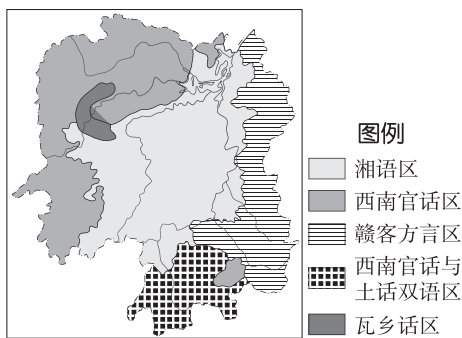 图例
湘语区
西南官话区
赣客方言区
西南官话与
土话双语区
瓦乡话区